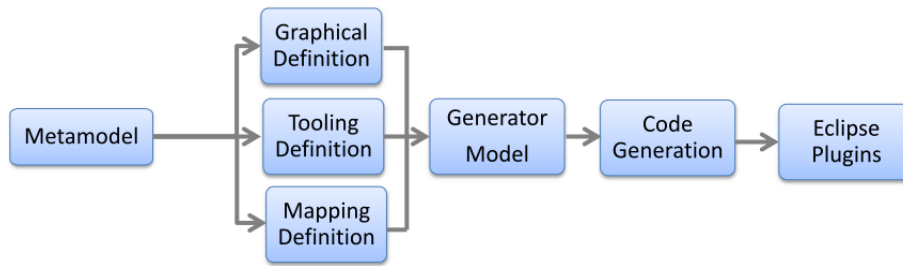 Metamodel
Graphical
Definition
Tooling
Definition
Mapping
Definition
Generator
Model
Code
Generation
Eclipse
Plugins